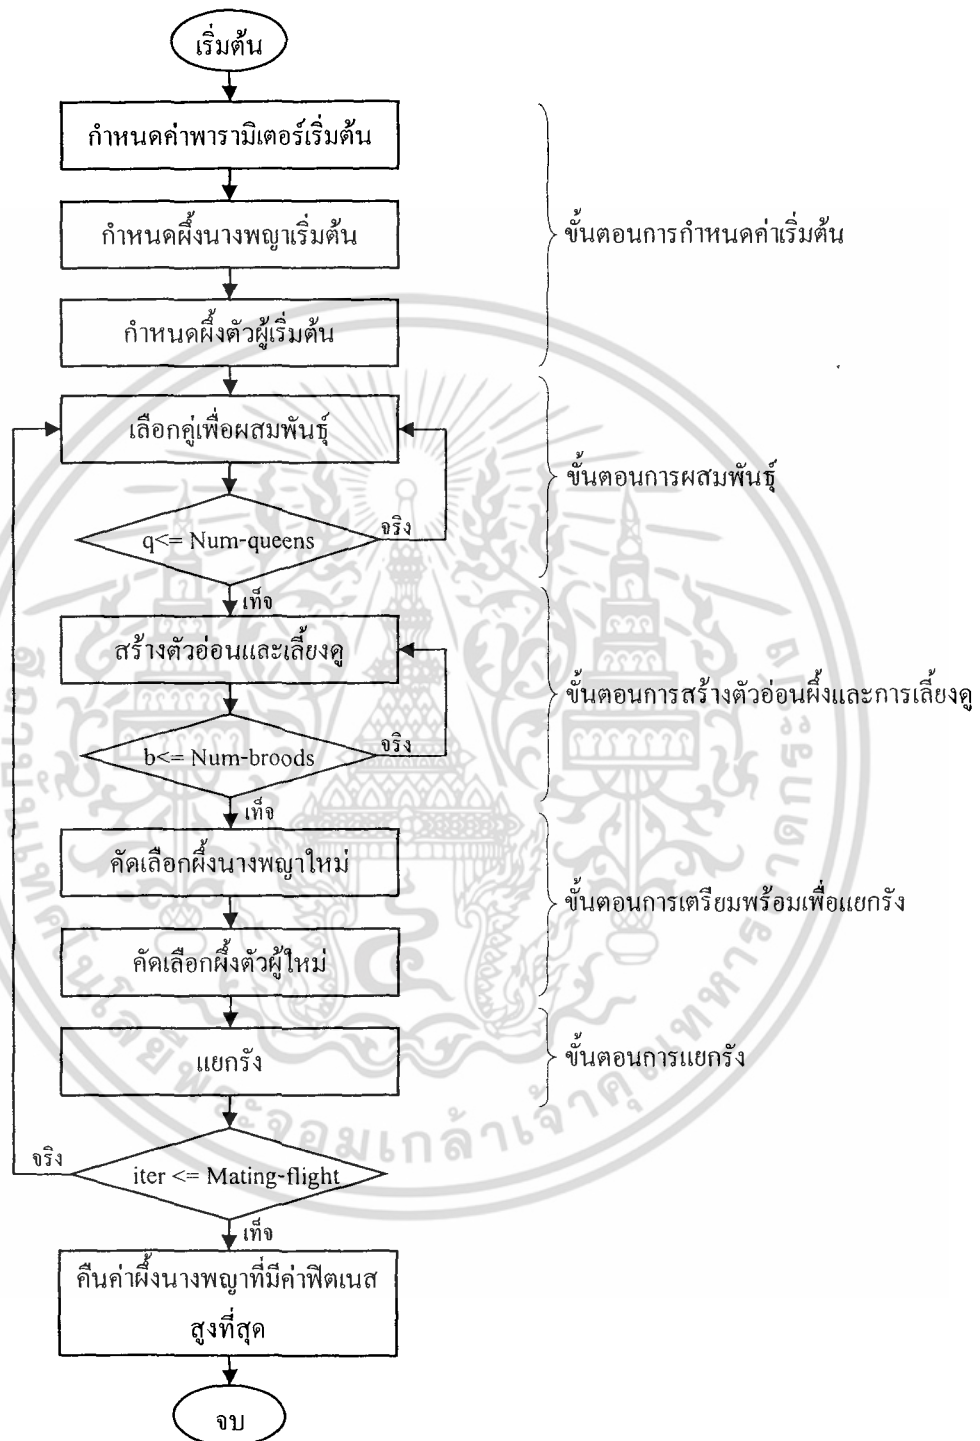 เริ่มต้น
กำหนดค่าพารามิเตอร์เริ่มต้น
กำหนดผึ้งนางพญาเริ่มต้น
ขั้นตอนการกำหนดค่าเริ่มต้น
กำหนดผึ้งตัวผู้เริ่มต้น
เลือกคู่เพื่อผสมพันธุ์
ขั้นตอนการผสมพันธุ์
q<= Num-queens
จริง
เท็จ
สร้างตัวอ่อนและเลี้ยงดู
ขั้นตอนการสร้างตัวอ่อนผึ้งและการเลี้ยงดู
b<= Num-broods
จริง
เท็จ
คัดเลือกผึ้งนางพญาใหม่
ขั้นตอนการเตรียมพร้อมเพื่อแยกรัง
คัดเลือกผึ้งตัวผู้ใหม่
แยกรัง
ขั้นตอนการแยกรัง
จริง
iter <= Mating-flight
เท็จ
คืนค่าผึ้งนางพญาที่มีค่าฟิตเนส
สูงที่สุด
จบ